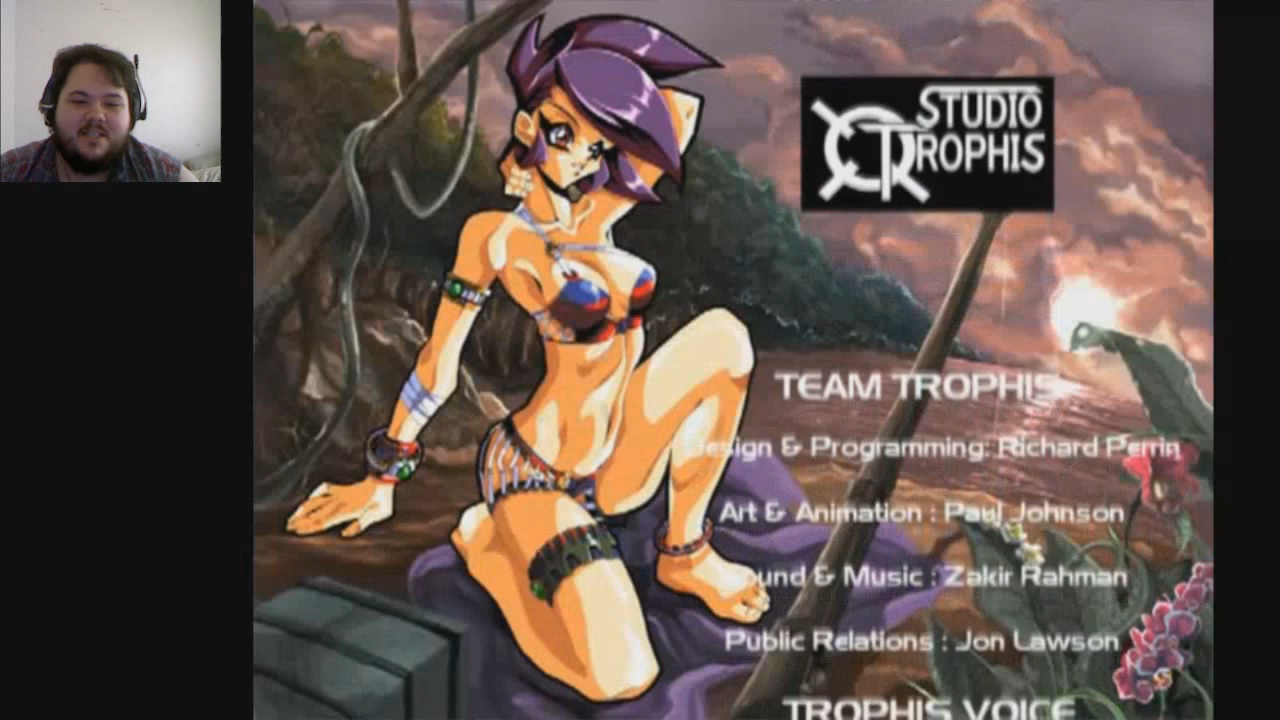 STUDIO
TROPHIS
TEAM TROPHIS
Design & Programming: Richard Perrin
Art & Animation : Paul Johnson
Sound & Music : Zakir Rahman
Public Relations : Jon Lawson
TROPHIS VOICE